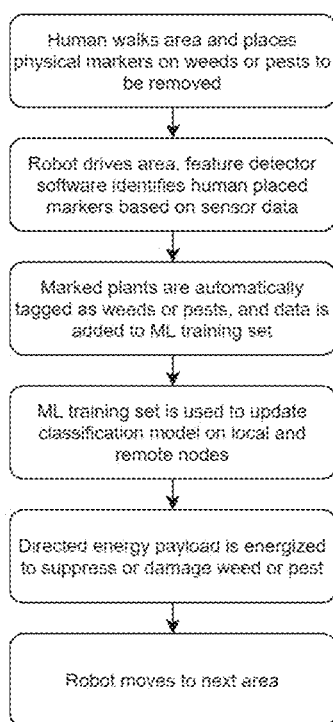 Human walks area and places
physical markers on weeds or pests to
be removed
Robot drives area, feature detector
software identifies human placed
markers based on sensor data
Marked plants are automatically
tagged as weeds or pests, and data is
added to ML training set
ML training set is used to update
classification model on local and
remote nodes
Directed energy payload is energized
to suppress or damage weed or pest
Robot moves to next area